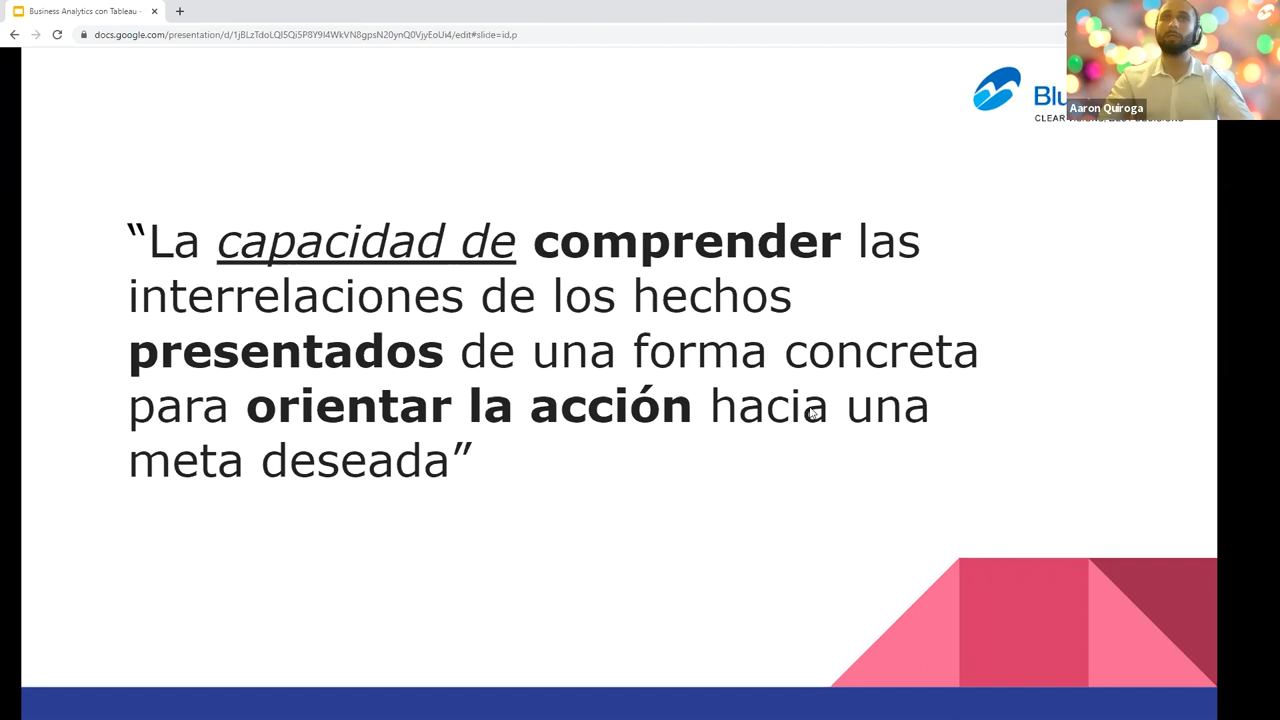 Business Analytics con Tableau -
docs.google.com/presentation/d/1jBLzTdoLQI5Qi5P8Y9I4WkVN8gpsN20ynQ0VjyEoUi4/edit#slide=id.p
Aaron Quiroga
“La capacidad de comprender las
interrelaciones de los hechos
presentados de una forma concreta
para orientar la acción hacia una
meta deseada”